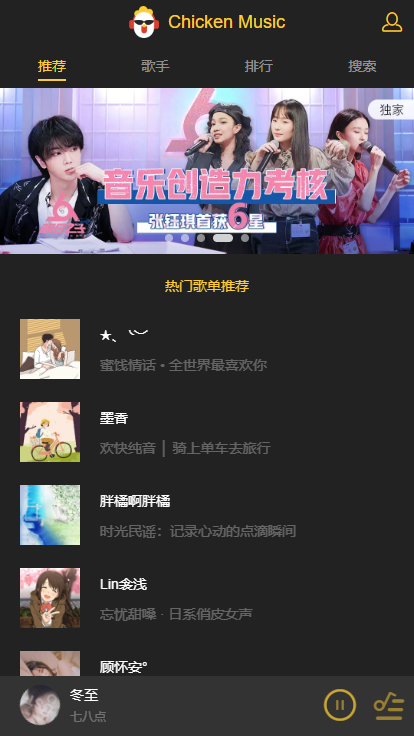 Chicken Music
推荐 歌手 排行 搜索
独家
音乐创造力考核
张钰琪首获6星
热门歌单推荐
★、╰⌣
蜜饯情话 • 全世界最喜欢你
墨香
欢快纯音 │ 骑上单车去旅行
胖橘啊胖橘
时光民谣：记录心动的点滴瞬间
Lin衾浅
忘忧甜嗓 · 日系俏皮女声
顾怀安°
冬至
七八点